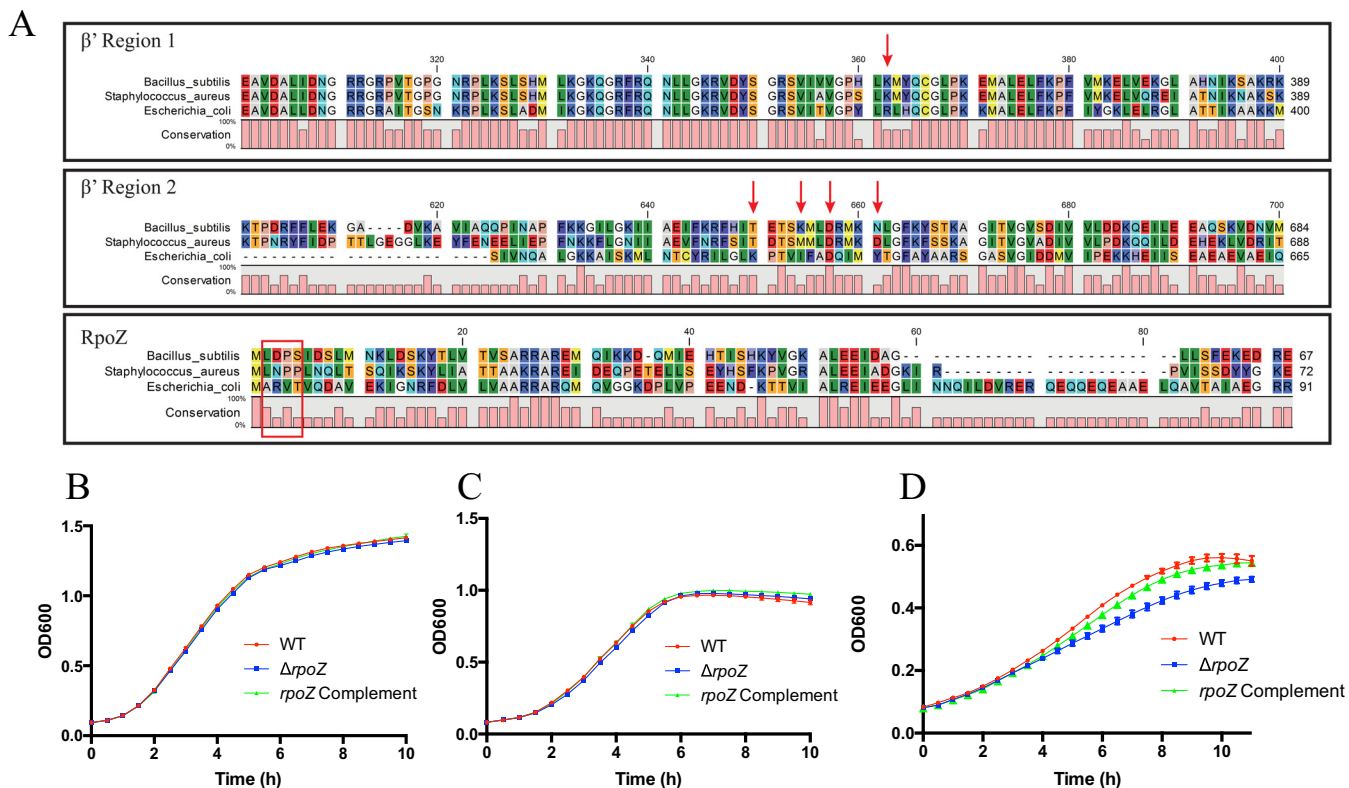 A
β’ Region 1
320 340 360 380 400
Bacillus_subtilis EAVDALIDNG RRGRPVTGPG NRPLKSLSHM LKGKQGRFRQ NLLGKRVDYS GRSVIVVGPH LKMYQCGLPK EMALELFKPF VMKELVEKGL AHNIKSAKRK 389
Staphylococcus_aureus EAVDALIDNG RRGRPVTGPG NRPLKSLSHM LKGKQGRFRQ NLLGKRVDYS GRSVIAVGPS LKMYQCGLPK EMALELFKPF VMKELVQREI ATNIKNAKSK 389
Escherichia_coli EAVDALLDNG RRGRAITGSN KRPLKSLADM IKGKQGRFRQ NLLGKRVDYS GRSVITVGPY LRLHQCGLPK KMALELFKPF IYGKLELRGL ATTIKAAKKM 400
100%
Conservation
0%
β’ Region 2
620 640 660 680 700
Bacillus_subtilis KTPDRFFLEK GA----DVKA VIAQQPINAP FKKGILGKII AEIFKRFHIT ETSKMLDRMK NLGFKYSTKA GITVGVSDIV VLDDKQEILE EAQSKVDNVM 684
Staphylococcus_aureus KTPNRYFIDP TTLGEGGLKE YFENEELIEP FNKKFLGNII AEVFNRFSIT DTSMMLDRMK DLGFKFSSKA GITVGVADIV VLPDKQQILD EHEKLVDRIT 688
Escherichia_coli ---------- ---------- ----SIVNQA LGKKAISKML NTCYRILGLK PTVIFADQIM YTGFAYAARS GASVGIDDMV IPEKKHEIIS EAEAEVAEIQ 665
100%
Conservation
0%
RpoZ
20 40 60 80
Bacillus_subtilis MLDPSIDSLM NKLDSKYTLV TVSARRAREM QIKKD-QMIE HTISHKYVGK ALEEIDAG-- ---------- ---------- LLSFEKEDRE 67
Staphylococcus_aureus MLNPPLNQLT SQIKSKYLIA TTAAKRAREI DEQPETELLS EYHSFKPVGR ALEEIADGKI R--------- ---------- PVISSDYYGKE 72
Escherichia_coli MARVTVQDAV EKIGNRFDLV LVAARRARQM QVGGKDPLVP EEND-KTTVI ALREIEEGLI NNQILDVRER QEQQEQEAAE LQAVTAIAEG RR 91
100%
Conservation
0%
B
OD600
1.5
1.0
0.5
0.0
0 2 4 6 8 10
Time (h)
WT
ΔrpoZ
rpoZ Complement
C
OD600
1.5
1.0
0.5
0.0
0 2 4 6 8 10
Time (h)
WT
ΔrpoZ
rpoZ Complement
D
OD600
0.6
0.4
0.2
0.0
0 2 4 6 8 10
Time (h)
WT
ΔrpoZ
rpoZ Complement